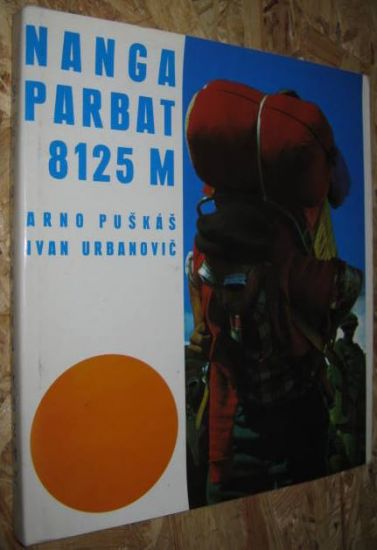 NANGA
PARBAT
8125 M
ARNO PUŠKÁŠ
IVAN URBANOVIČ